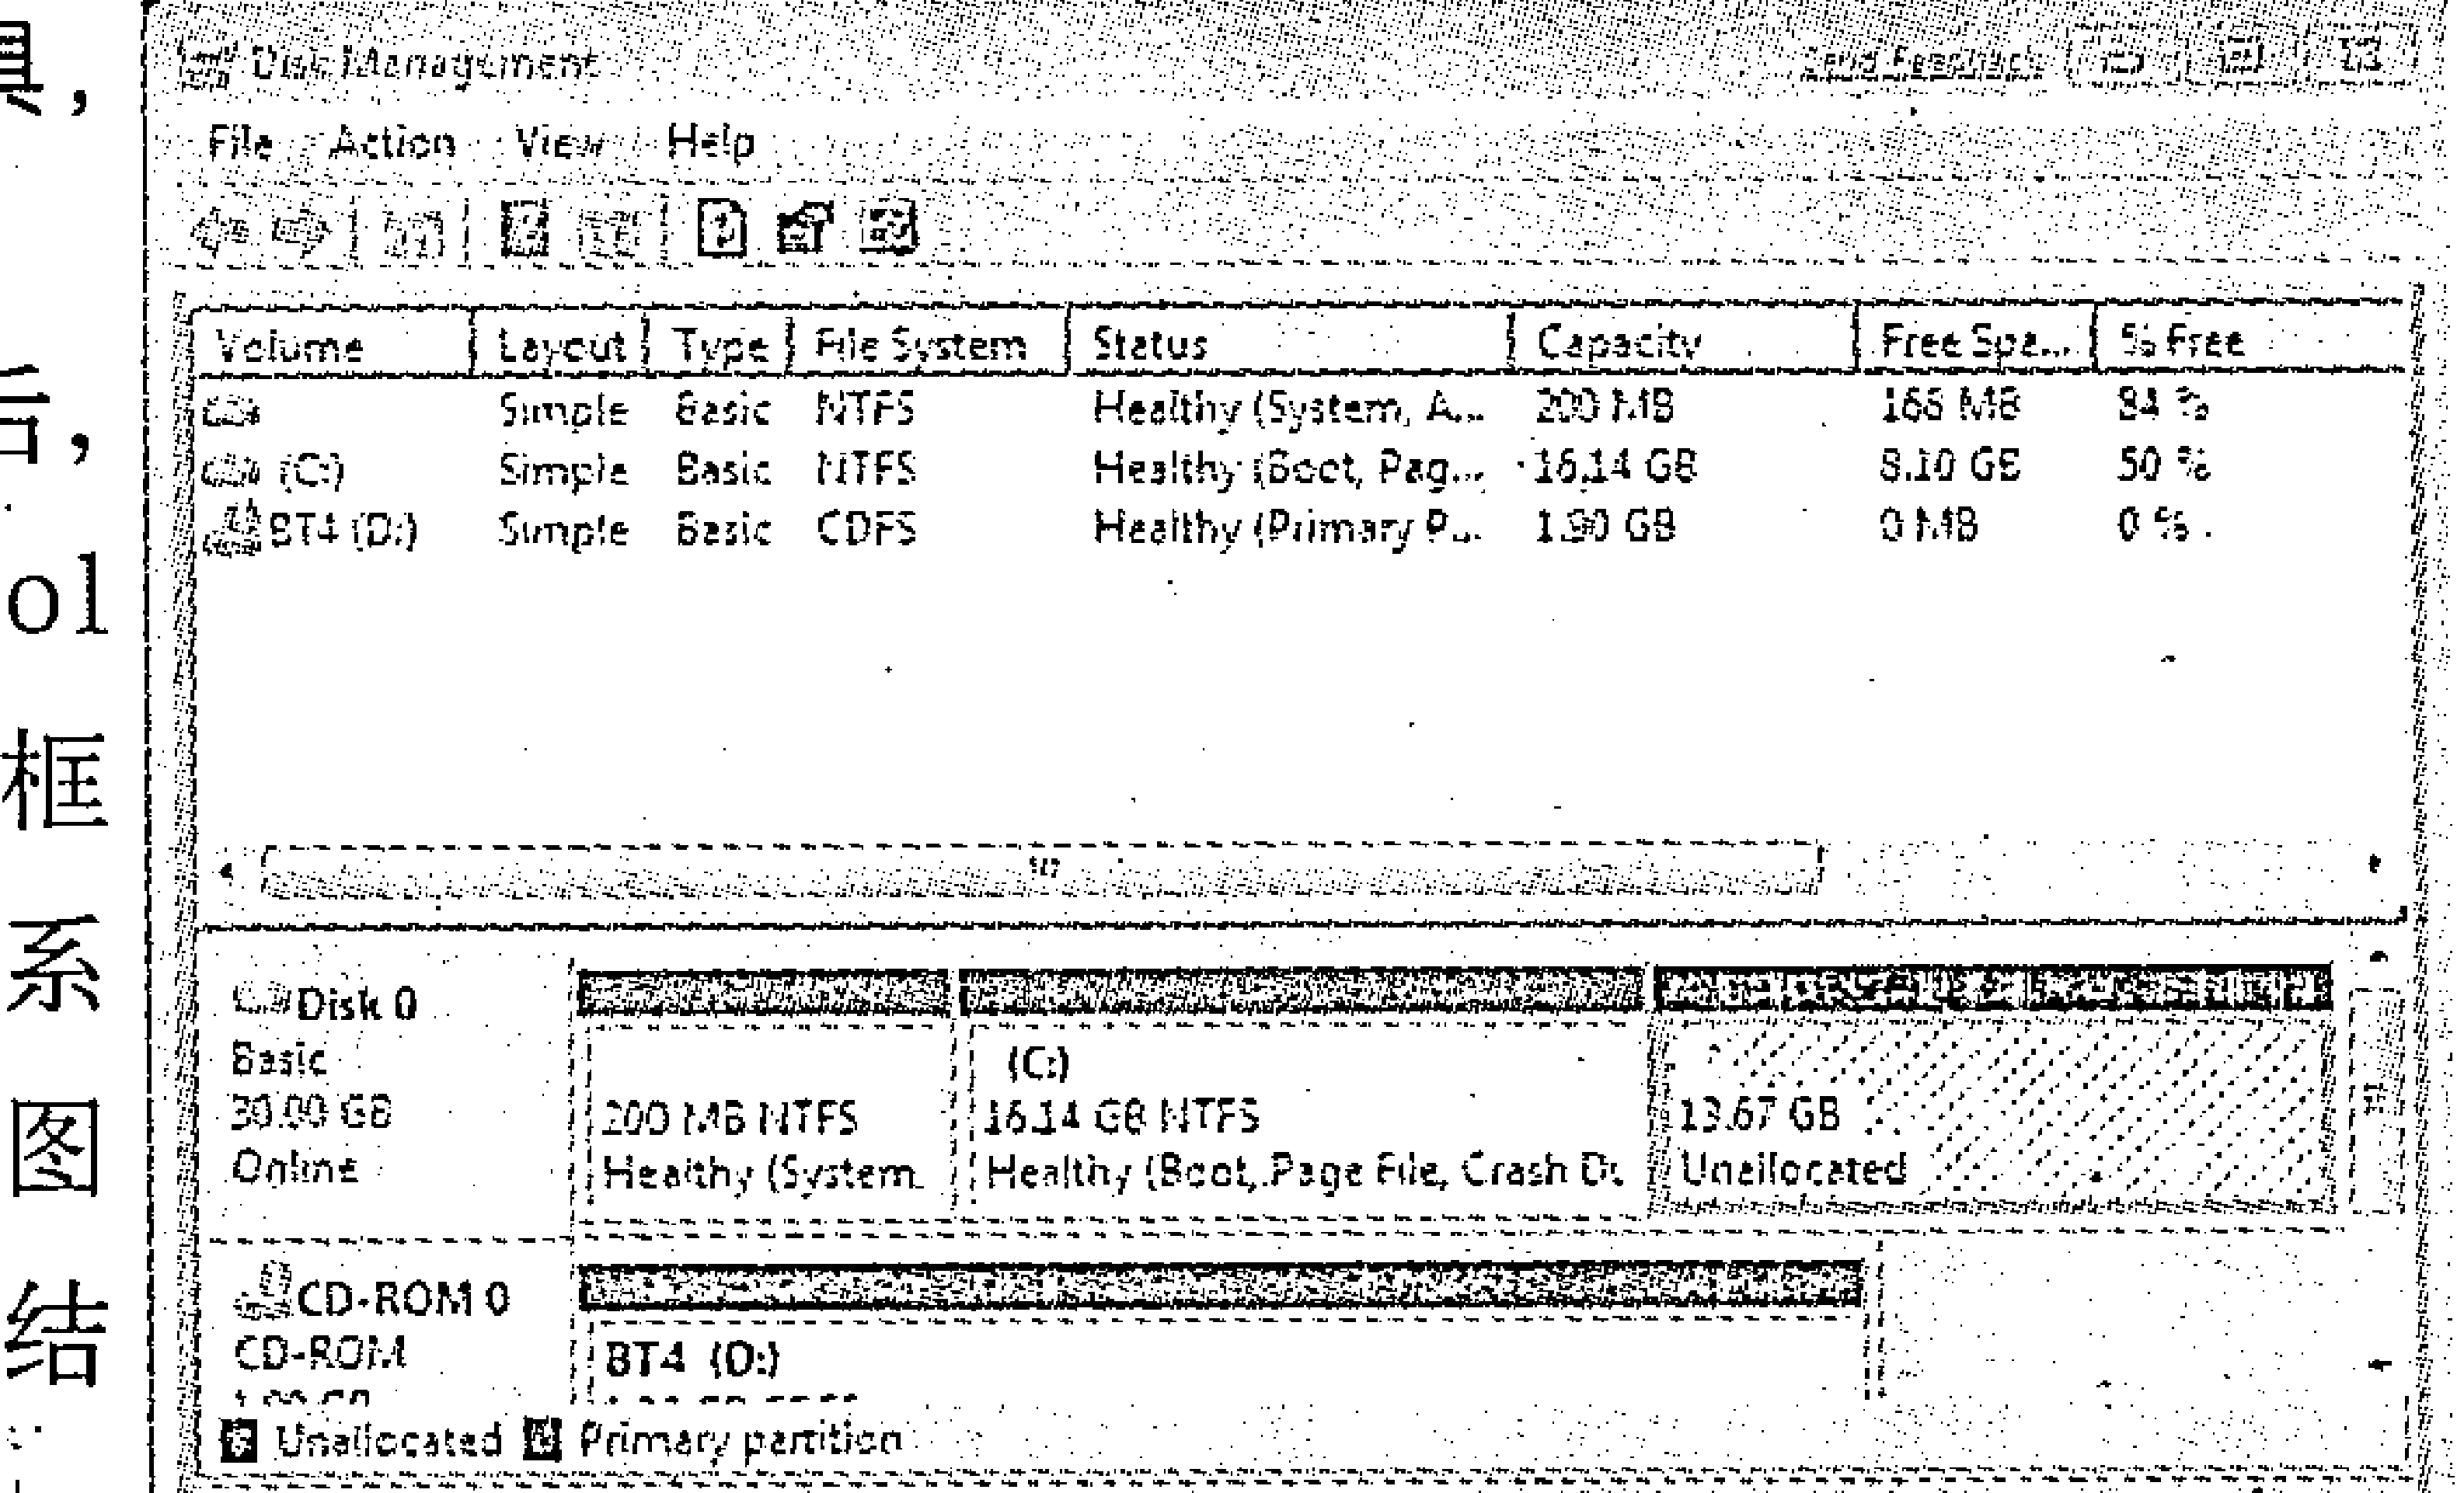 具,
后,
ol
框
系
图
结
Disk Management
Send Feedback
File Action View Help
Volume Layout Type File System Status Capacity Free Spa... % Free
Simple Basic NTFS Healthy (System, A... 200 MB 168 MB 84 %
(C:) Simple Basic NTFS Healthy (Boot, Pag... 16.14 GB 8.10 GB 50 %
BT4 (D:) Simple Basic CDFS Healthy (Primary P... 1.90 GB 0 MB 0 %
Disk 0
Basic
30.00 GB
Online
200 MB NTFS
Healthy (System,
(C:)
16.14 GB NTFS
Healthy (Boot, Page File, Crash Du
13.67 GB
Unallocated
CD-ROM 0
CD-ROM
BT4 (D:)
Unallocated Primary partition